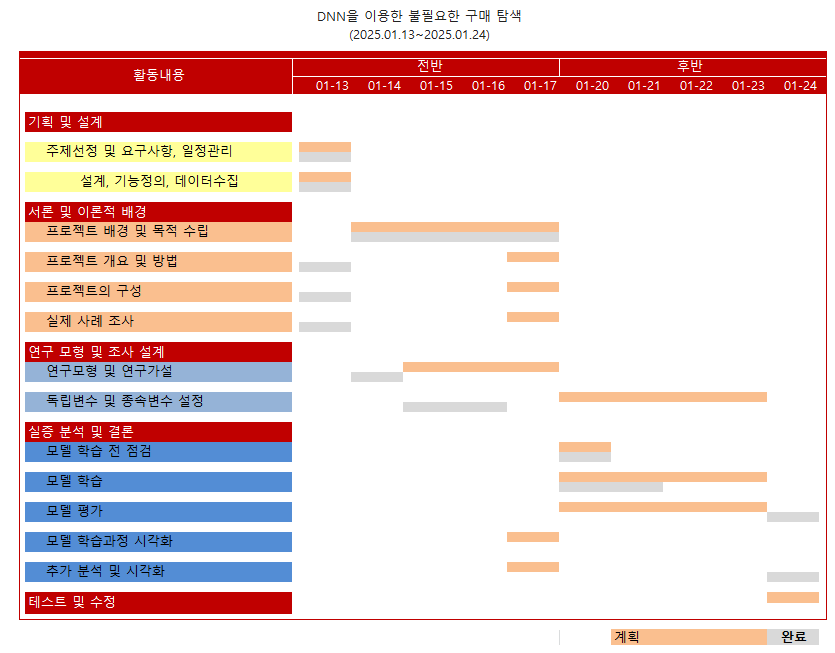 DNN을 이용한 불필요한 구매 탐색
(2025.01.13~2025.01.24)
활동내용
전반
후반
01-13 01-14 01-15 01-16 01-17 01-20 01-21 01-22 01-23 01-24
기획 및 설계
주제선정 및 요구사항, 일정관리
설계, 기능정의, 데이터수집
서론 및 이론적 배경
프로젝트 배경 및 목적 수립
프로젝트 개요 및 방법
프로젝트의 구성
실제 사례 조사
연구 모형 및 조사 설계
연구모형 및 연구가설
독립변수 및 종속변수 설정
실증 분석 및 결론
모델 학습 전 점검
모델 학습
모델 평가
모델 학습과정 시각화
추가 분석 및 시각화
테스트 및 수정
계획 완료